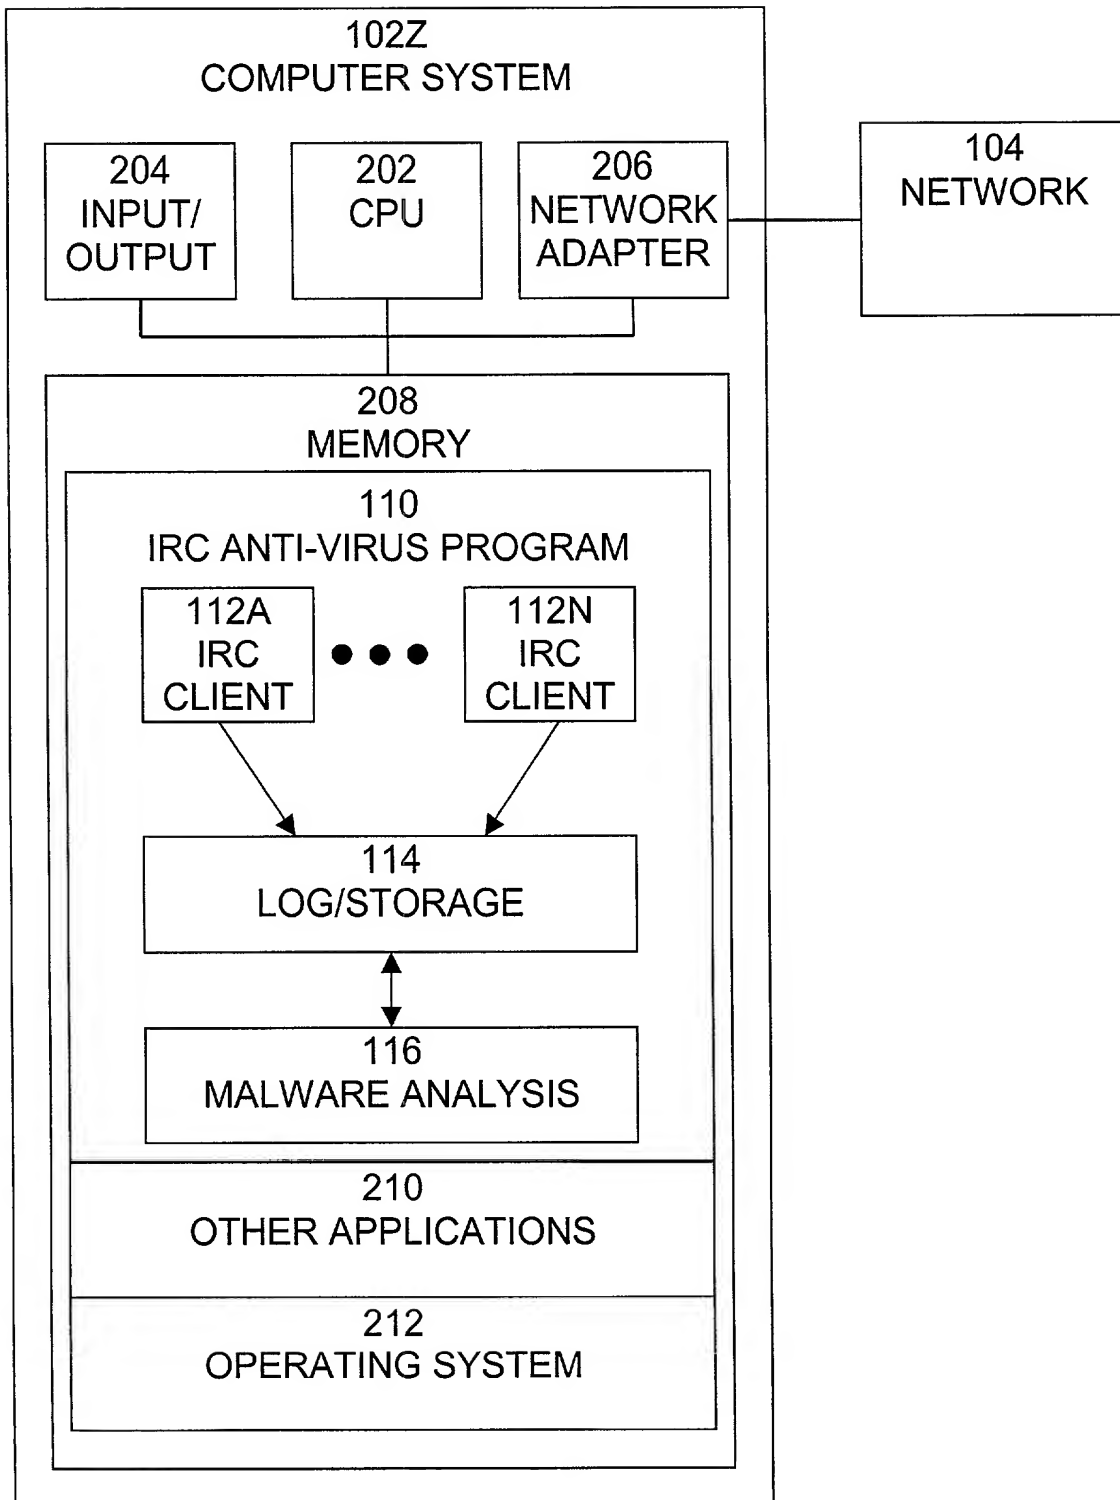 102Z
COMPUTER SYSTEM
204
INPUT/
OUTPUT
202
CPU
206
NETWORK
ADAPTER
104
NETWORK
208
MEMORY
110
IRC ANTI-VIRUS PROGRAM
112A
IRC
CLIENT
112N
IRC
CLIENT
114
LOG/STORAGE
116
MALWARE ANALYSIS
210
OTHER APPLICATIONS
212
OPERATING SYSTEM